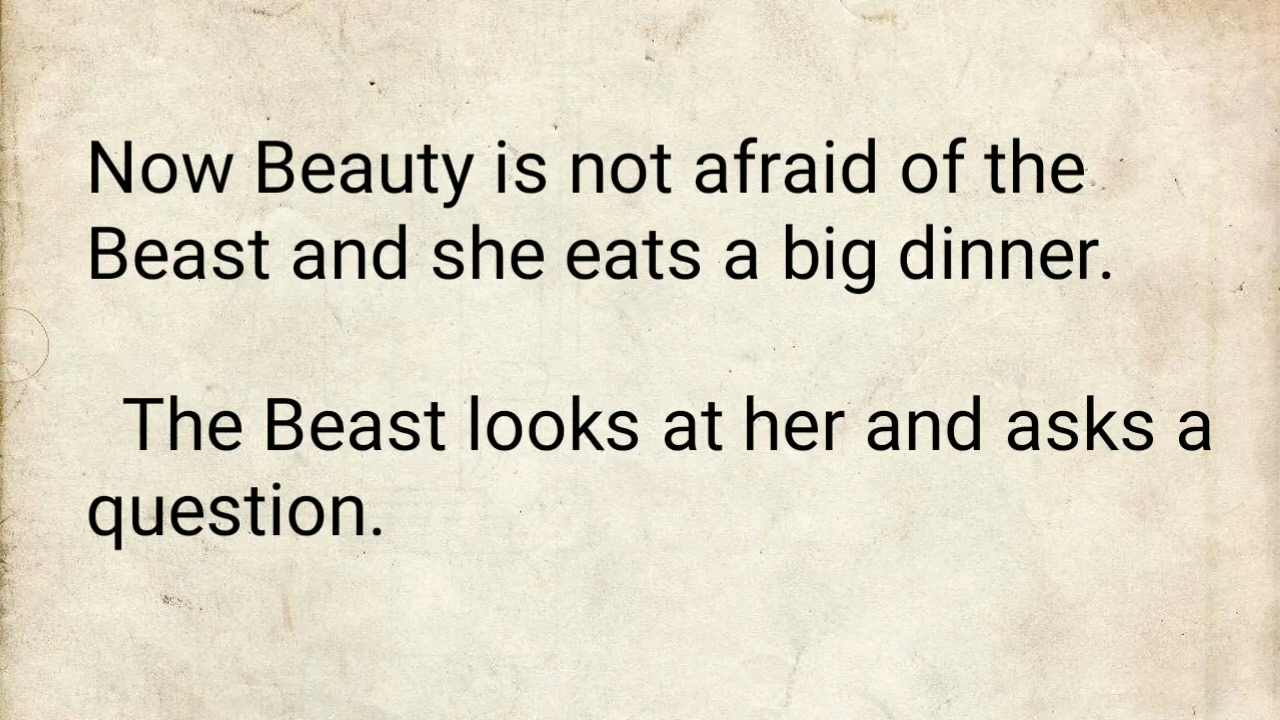 Now Beauty is not afraid of the
Beast and she eats a big dinner.
The Beast looks at her and asks a
question.